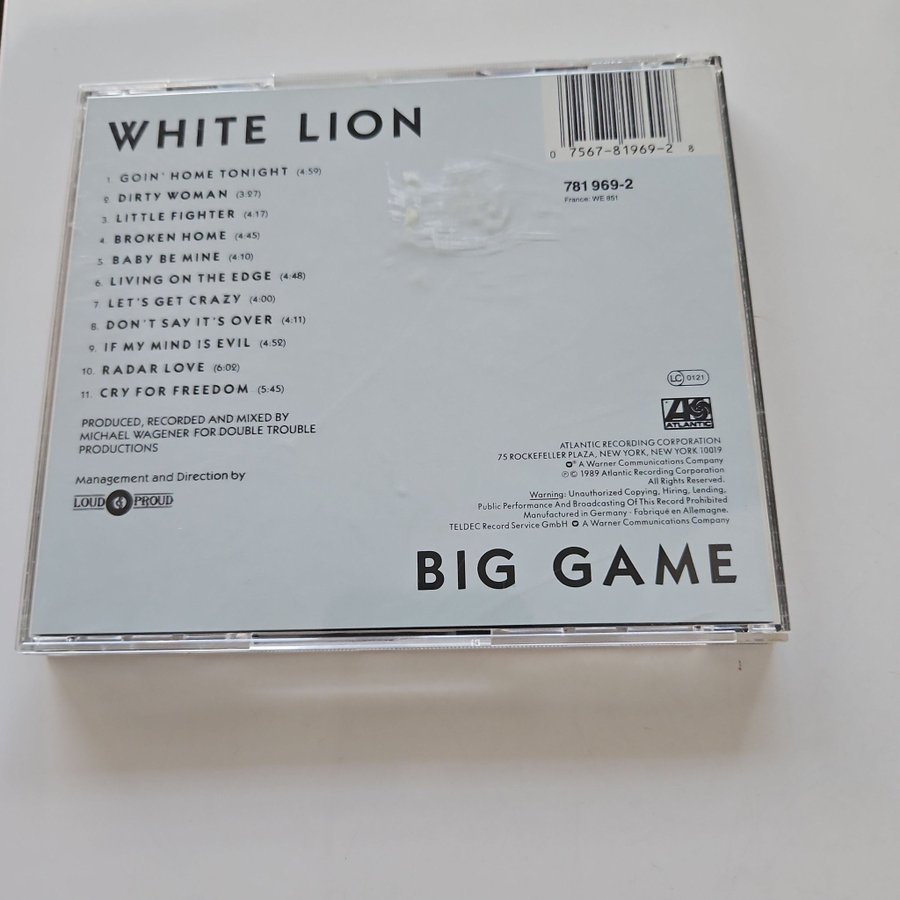 WHITE LION
1. GOIN' HOME TONIGHT (4:59)
2. DIRTY WOMAN (3:27)
3. LITTLE FIGHTER (4:17)
4. BROKEN HOME (4:45)
5. BABY BE MINE (4:10)
6. LIVING ON THE EDGE (4:48)
7. LET'S GET CRAZY (4:00)
8. DON'T SAY IT'S OVER (4:11)
9. IF MY MIND IS EVIL (4:52)
10. RADAR LOVE (6:02)
11. CRY FOR FREEDOM (5:45)
PRODUCED, RECORDED AND MIXED BY
MICHAEL WAGENER FOR DOUBLE TROUBLE
PRODUCTIONS
Management and Direction by
LOUD & PROUD
0 7567-81969-2 8
781 969-2
France: WE 851
LC 0121
ATLANTIC
ATLANTIC RECORDING CORPORATION
75 ROCKEFELLER PLAZA, NEW YORK, NEW YORK 10019
A Warner Communications Company
℗ © 1989 Atlantic Recording Corporation
All Rights Reserved.
Warning: Unauthorized Copying, Hiring, Lending,
Public Performance And Broadcasting Of This Record Prohibited
Manufactured in Germany · Fabriqué en Allemagne.
TELDEC Record Service GmbH A Warner Communications Company
BIG GAME